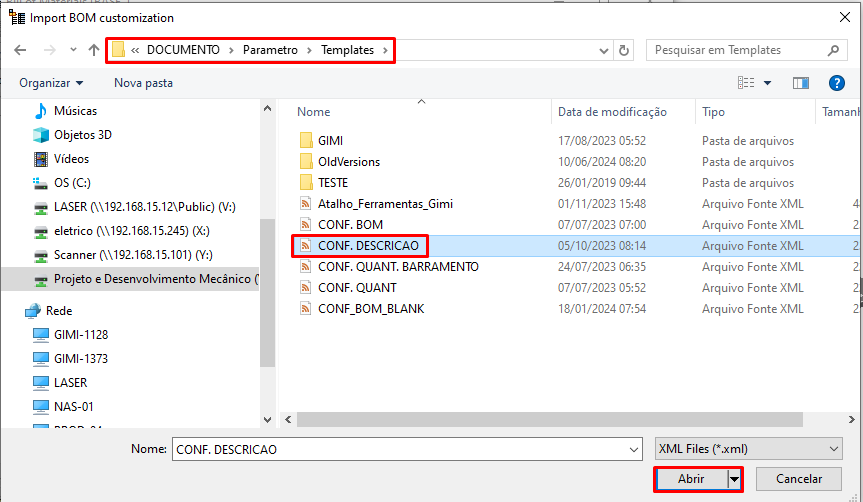 Import BOM customization
« DOCUMENTO > Parametro > Templates >
Pesquisar em Templates
Organizar
Nova pasta
Músicas
Objetos 3D
Vídeos
OS (C:)
LASER (\\192.168.15.12\Public) (V:)
eletrico (\\192.168.15.245) (X:)
Scanner (\\192.168.15.101) (Y:)
Projeto e Desenvolvimento Mecânico (
Rede
GIMI-1128
GIMI-1373
LASER
NAS-01
Nome Data de modificação Tipo Tamanh
GIMI 17/08/2023 05:52 Pasta de arquivos
OldVersions 10/06/2024 08:20 Pasta de arquivos
TESTE 26/01/2019 09:44 Pasta de arquivos
Atalho_Ferramentas_Gimi 01/11/2023 15:48 Arquivo Fonte XML 4
CONF. BOM 07/07/2023 07:00 Arquivo Fonte XML 2
CONF. DESCRICAO 05/10/2023 08:14 Arquivo Fonte XML 2
CONF. QUANT. BARRAMENTO 24/07/2023 06:35 Arquivo Fonte XML 2
CONF. QUANT 07/07/2023 05:52 Arquivo Fonte XML 2
CONF_BOM_BLANK 18/01/2024 07:54 Arquivo Fonte XML 2
Nome: CONF. DESCRICAO
XML Files (*.xml)
Abrir
Cancelar